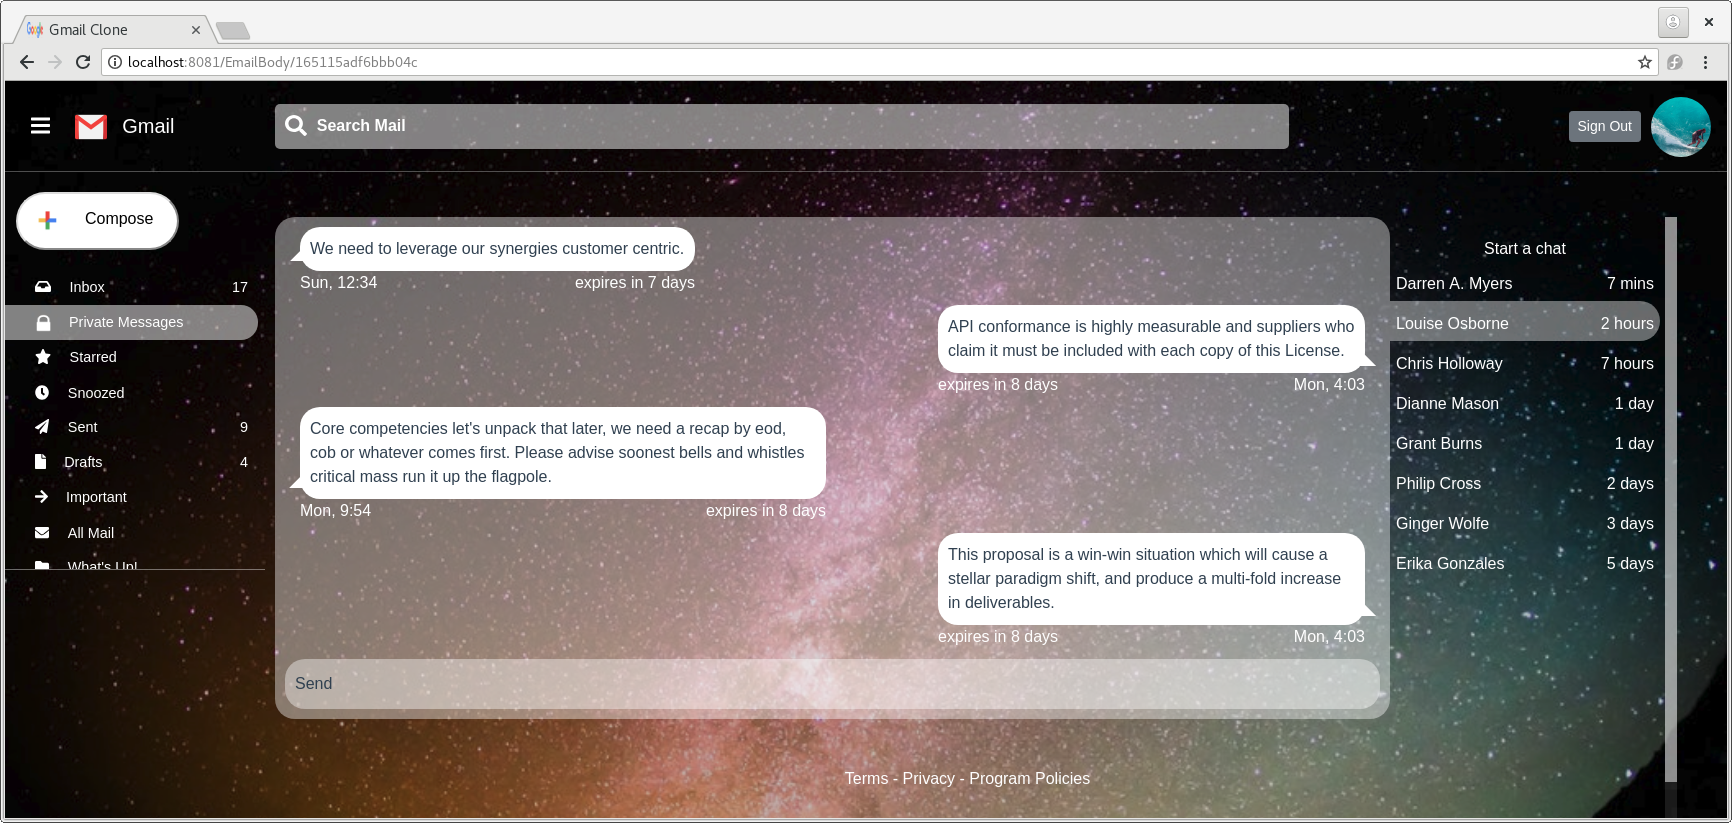 Gmail Clone
localhost:8081/EmailBody/165115adf6bbb04c
Gmail
Search Mail
Sign Out
Compose
Inbox 17
Private Messages
Starred
Snoozed
Sent 9
Drafts 4
Important
All Mail
What's Up!
We need to leverage our synergies customer centric.
Sun, 12:34 expires in 7 days
API conformance is highly measurable and suppliers who
claim it must be included with each copy of this License.
expires in 8 days Mon, 4:03
Core competencies let's unpack that later, we need a recap by eod,
cob or whatever comes first. Please advise soonest bells and whistles
critical mass run it up the flagpole.
Mon, 9:54 expires in 8 days
This proposal is a win-win situation which will cause a
stellar paradigm shift, and produce a multi-fold increase
in deliverables.
expires in 8 days Mon, 4:03
Send
Start a chat
Darren A. Myers 7 mins
Louise Osborne 2 hours
Chris Holloway 7 hours
Dianne Mason 1 day
Grant Burns 1 day
Philip Cross 2 days
Ginger Wolfe 3 days
Erika Gonzales 5 days
Terms - Privacy - Program Policies